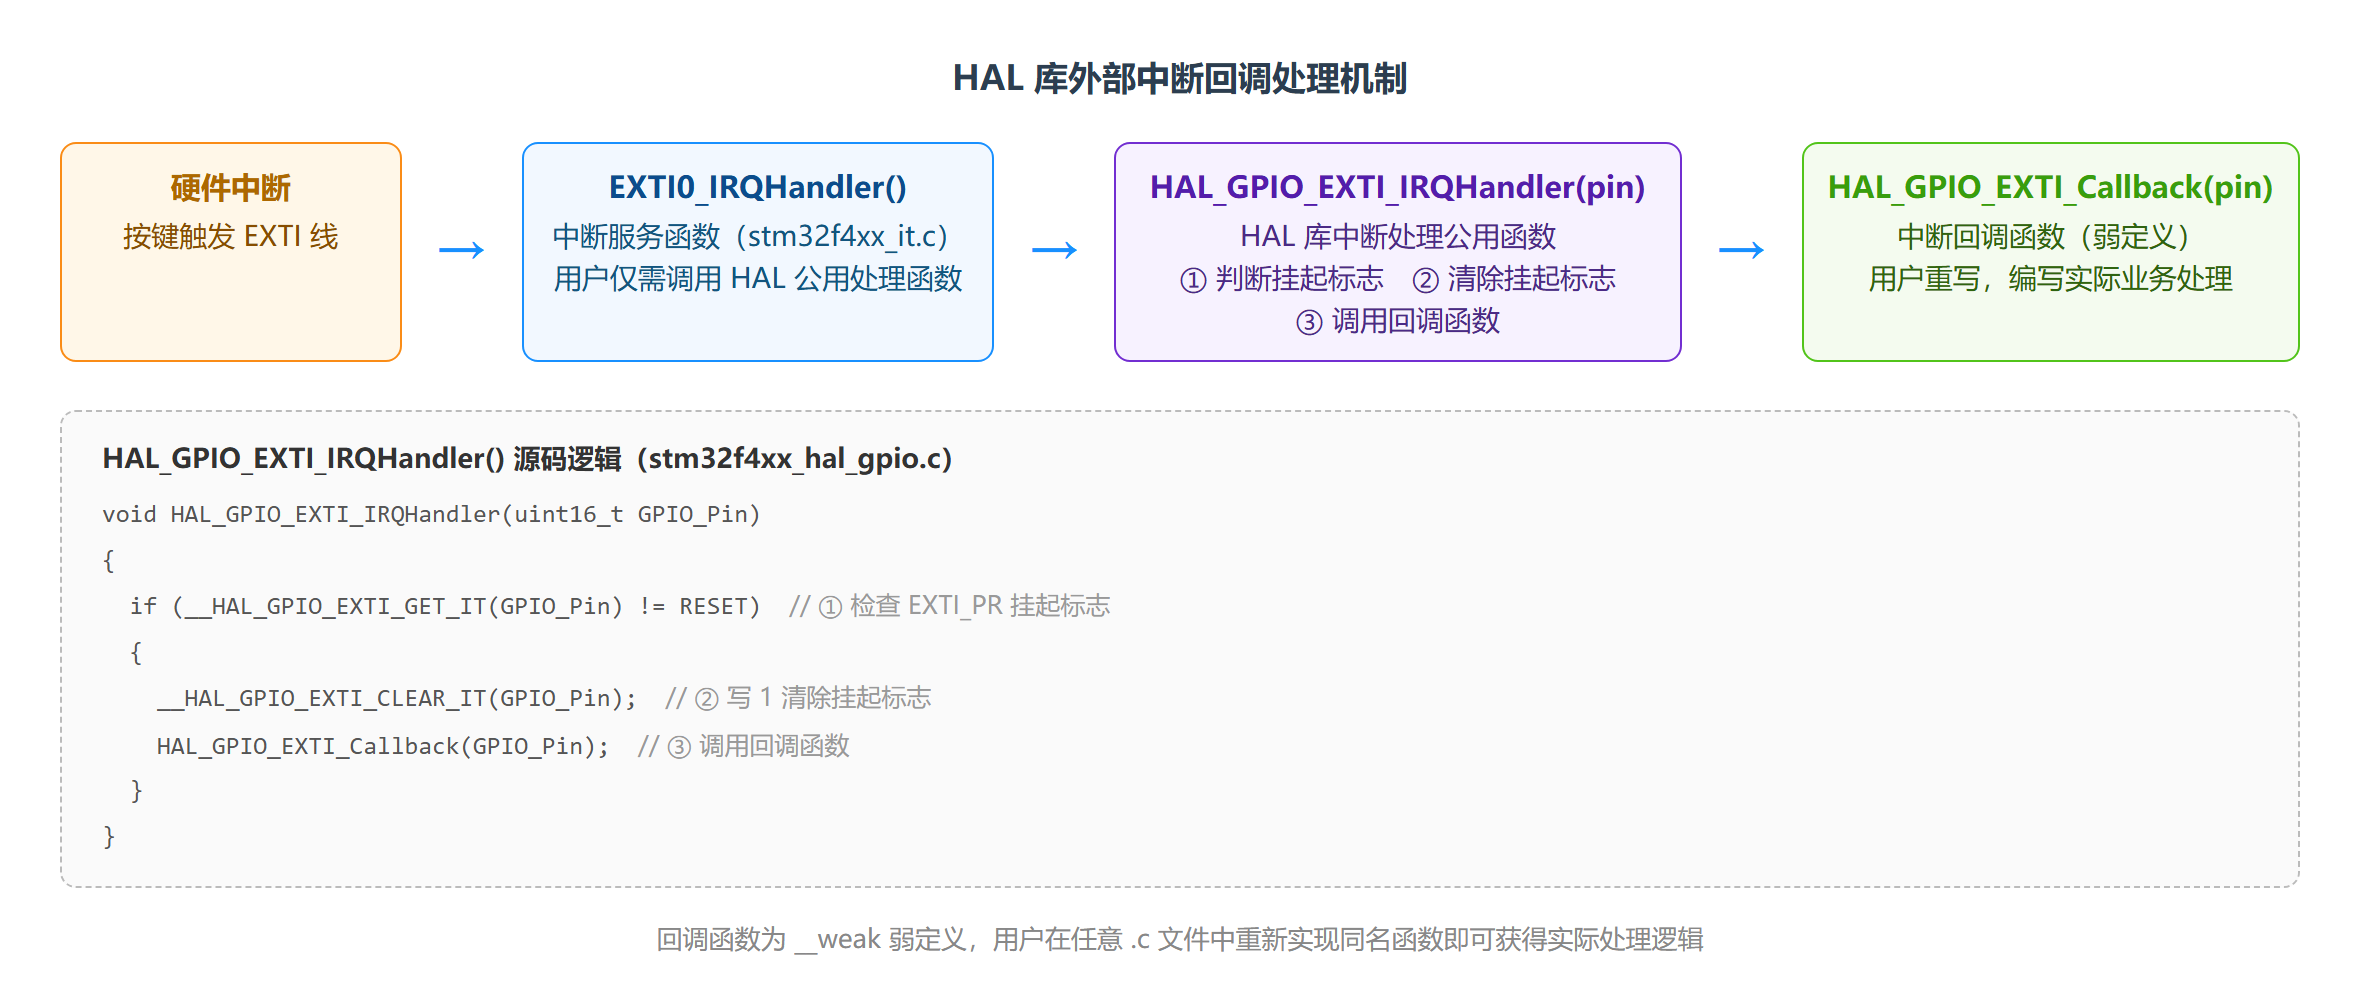 HAL 库外部中断回调处理机制
硬件中断
按键触发 EXTI 线
→
EXTI0_IRQHandler()
中断服务函数（stm32f4xx_it.c）
用户仅需调用 HAL 公用处理函数
→
HAL_GPIO_EXTI_IRQHandler(pin)
HAL 库中断处理公用函数
① 判断挂起标志 ② 清除挂起标志
③ 调用回调函数
→
HAL_GPIO_EXTI_Callback(pin)
中断回调函数（弱定义）
用户重写，编写实际业务处理
HAL_GPIO_EXTI_IRQHandler() 源码逻辑（stm32f4xx_hal_gpio.c）
void HAL_GPIO_EXTI_IRQHandler(uint16_t GPIO_Pin)
{
  if (__HAL_GPIO_EXTI_GET_IT(GPIO_Pin) != RESET)  // ① 检查 EXTI_PR 挂起标志
  {
    __HAL_GPIO_EXTI_CLEAR_IT(GPIO_Pin);  // ② 写 1 清除挂起标志
    HAL_GPIO_EXTI_Callback(GPIO_Pin);  // ③ 调用回调函数
  }
}
回调函数为 __weak 弱定义，用户在任意 .c 文件中重新实现同名函数即可获得实际处理逻辑